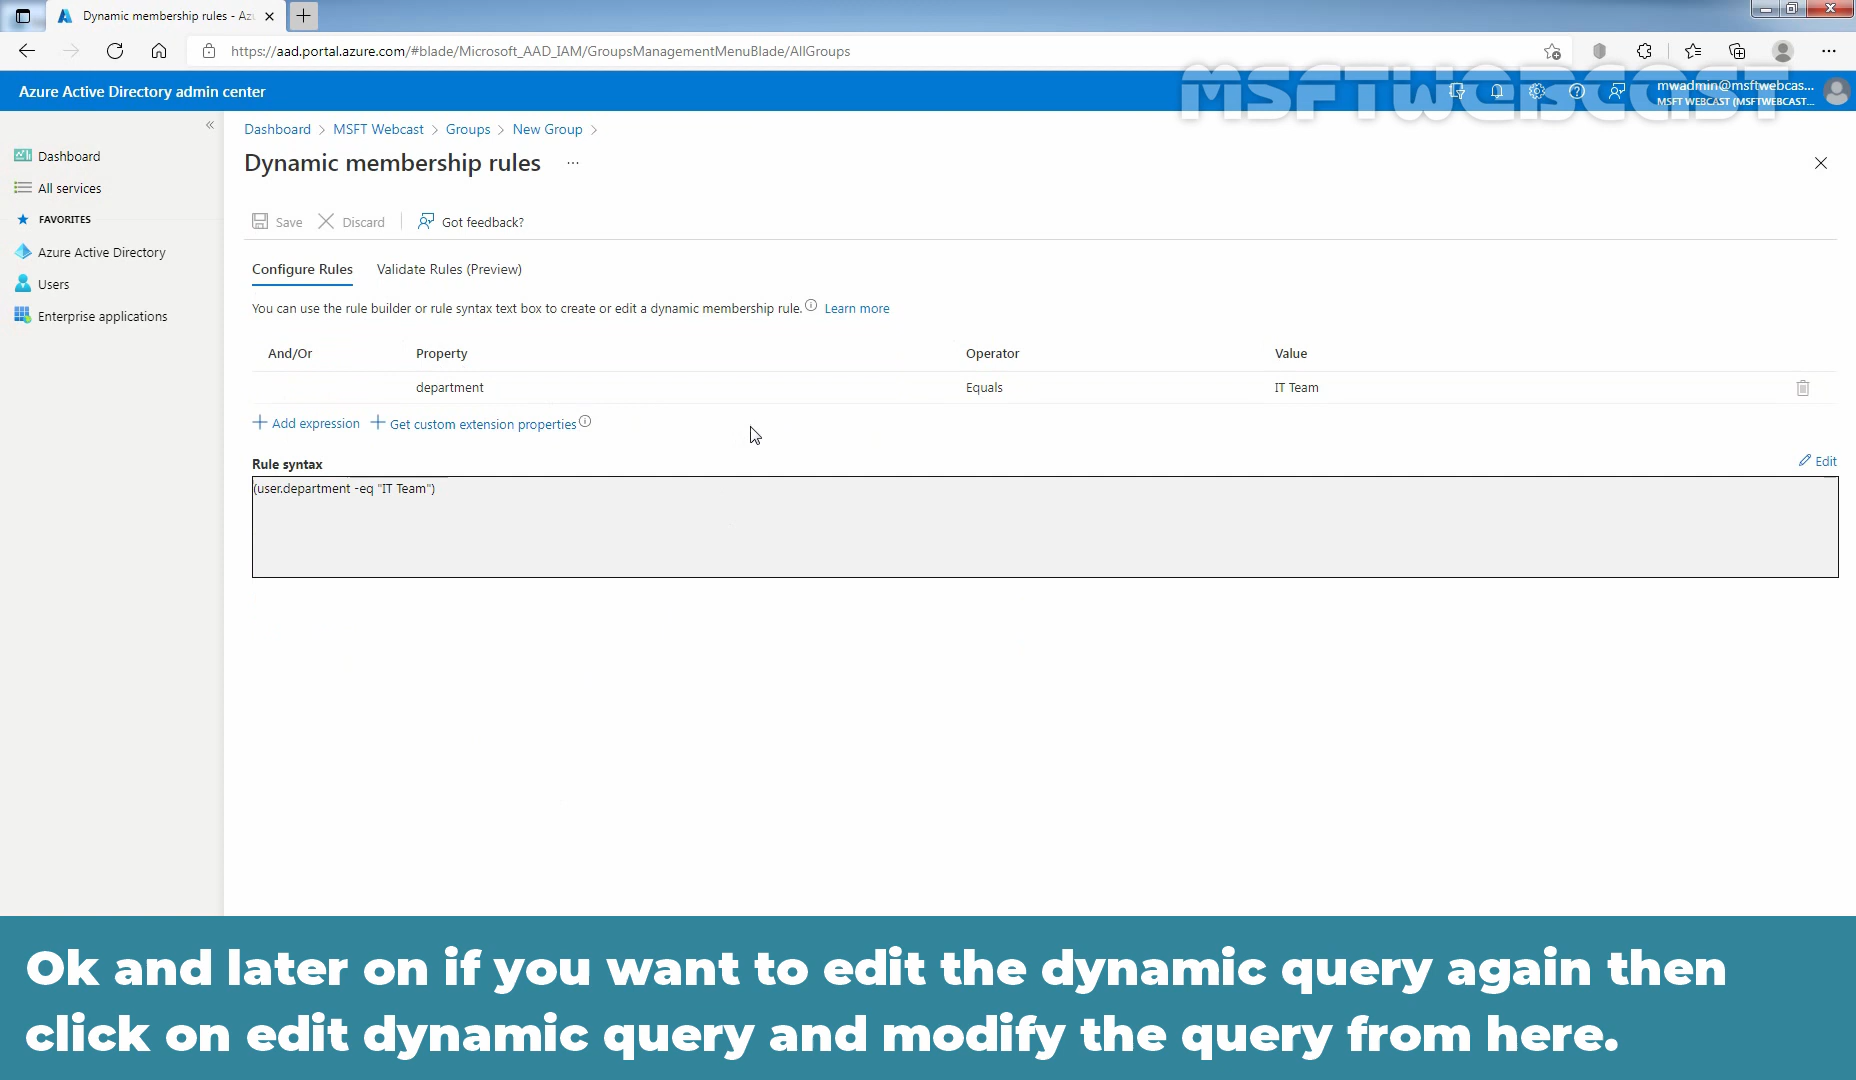 Dynamic membership rules - Azu
https://aad.portal.azure.com/#blade/Microsoft_AAD_IAM/GroupsManagementMenuBlade/AllGroups
Azure Active Directory admin center
MSFTWEBCAST
mwadmin@msftwebcas...
MSFT WEBCAST (MSFTWEBCAST...
Dashboard > MSFT Webcast > Groups > New Group >
Dynamic membership rules ...
Dashboard
All services
FAVORITES
Azure Active Directory
Users
Enterprise applications
Save Discard Got feedback?
Configure Rules Validate Rules (Preview)
You can use the rule builder or rule syntax text box to create or edit a dynamic membership rule. Learn more
And/Or Property Operator Value
department Equals IT Team
+ Add expression + Get custom extension properties
Rule syntax Edit
(user.department -eq "IT Team")
Ok and later on if you want to edit the dynamic query again then
click on edit dynamic query and modify the query from here.